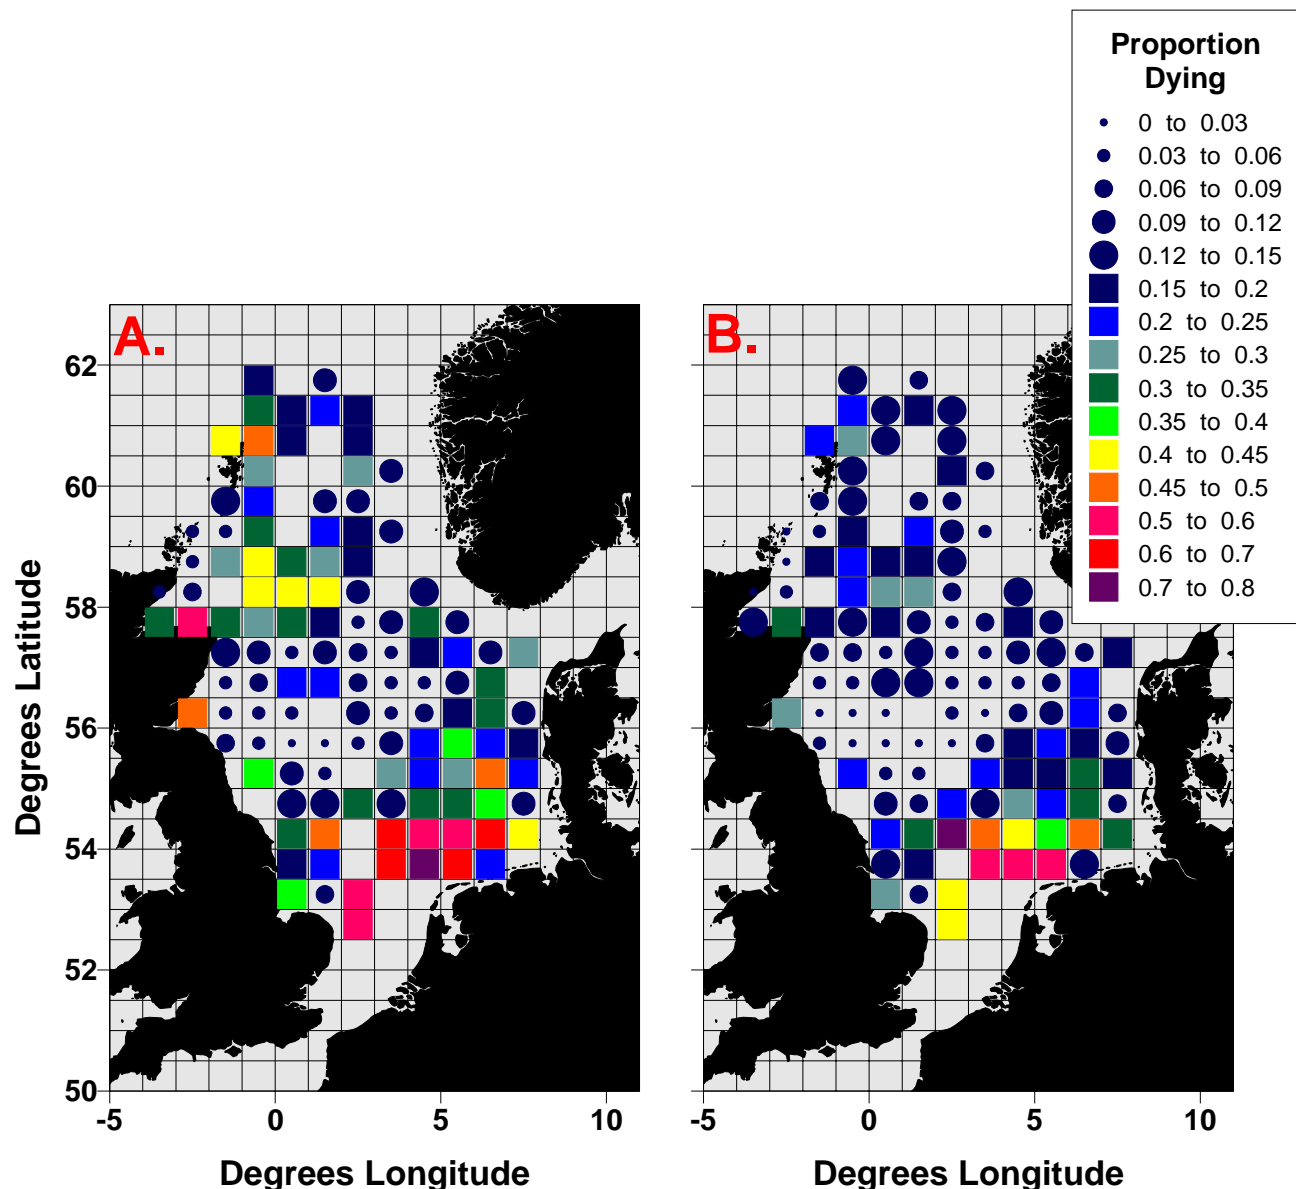 Proportion
Dying
0 to 0.03
0.03 to 0.06
0.06 to 0.09
0.09 to 0.12
0.12 to 0.15
0.15 to 0.2
0.2 to 0.25
0.25 to 0.3
0.3 to 0.35
0.35 to 0.4
0.4 to 0.45
0.45 to 0.5
0.5 to 0.6
0.6 to 0.7
0.7 to 0.8
A.
B.
Degrees Latitude
62
60
58
56
54
52
50
-5 0 5 10
-5 0 5 10
Degrees Longitude
Degrees Longitude